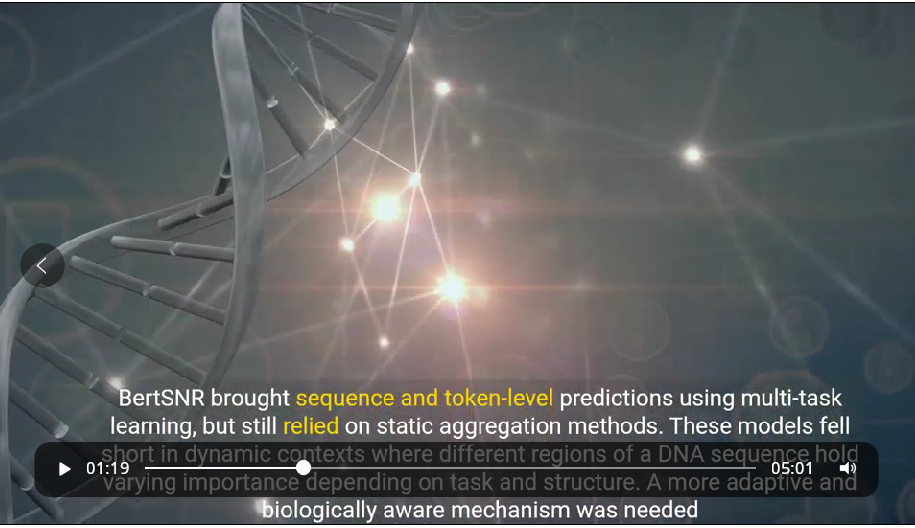 BertSNR brought sequence and token-level predictions using multi-task
learning, but still relied on static aggregation methods. These models fell
short in dynamic contexts where different regions of a DNA sequence hold
01:19 05:01
varying importance depending on task and structure. A more adaptive and
biologically aware mechanism was needed